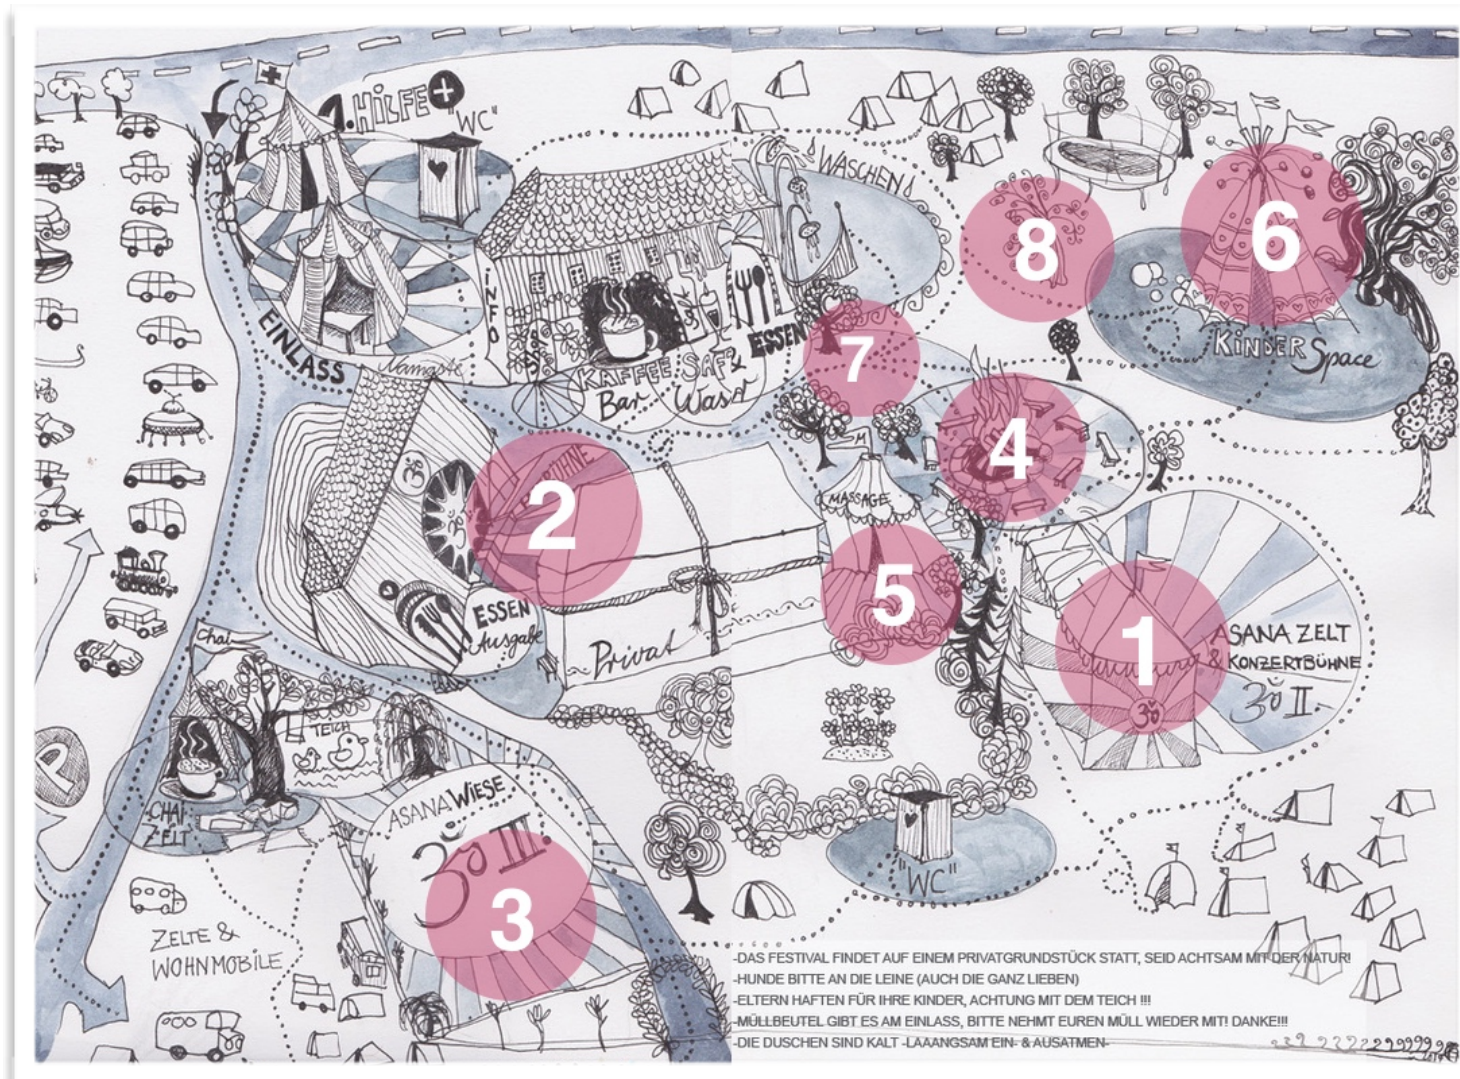 1.HILFE +
"WC"
WASCHEN
INFO
Shop
EINLASS
Namaste
KAFFEE
Bar
SAFT &
ESSEN
8
6
KINDER Space
7
4
BÜHNE
2
MASSAGE
5
ESSEN
Ausgabe
Privat
1
ASANA ZELT
& KONZERTBÜHNE
II.
Chai
TEICH
P
CHAI
ZELT
ASANA WIESE
III.
3
"WC"
ZELTE &
WOHNMOBILE
-DAS FESTIVAL FINDET AUF EINEM PRIVATGRUNDSTÜCK STATT, SEID ACHTSAM MIT DER NATUR!
-HUNDE BITTE AN DIE LEINE (AUCH DIE GANZ LIEBEN)
-ELTERN HAFTEN FÜR IHRE KINDER, ACHTUNG MIT DEM TEICH !!!
-MÜLLBEUTEL GIBT ES AM EINLASS, BITTE NEHMT EUREN MÜLL WIEDER MIT! DANKE!!!
-DIE DUSCHEN SIND KALT -LAAANGSAM EIN- & AUSATMEN-